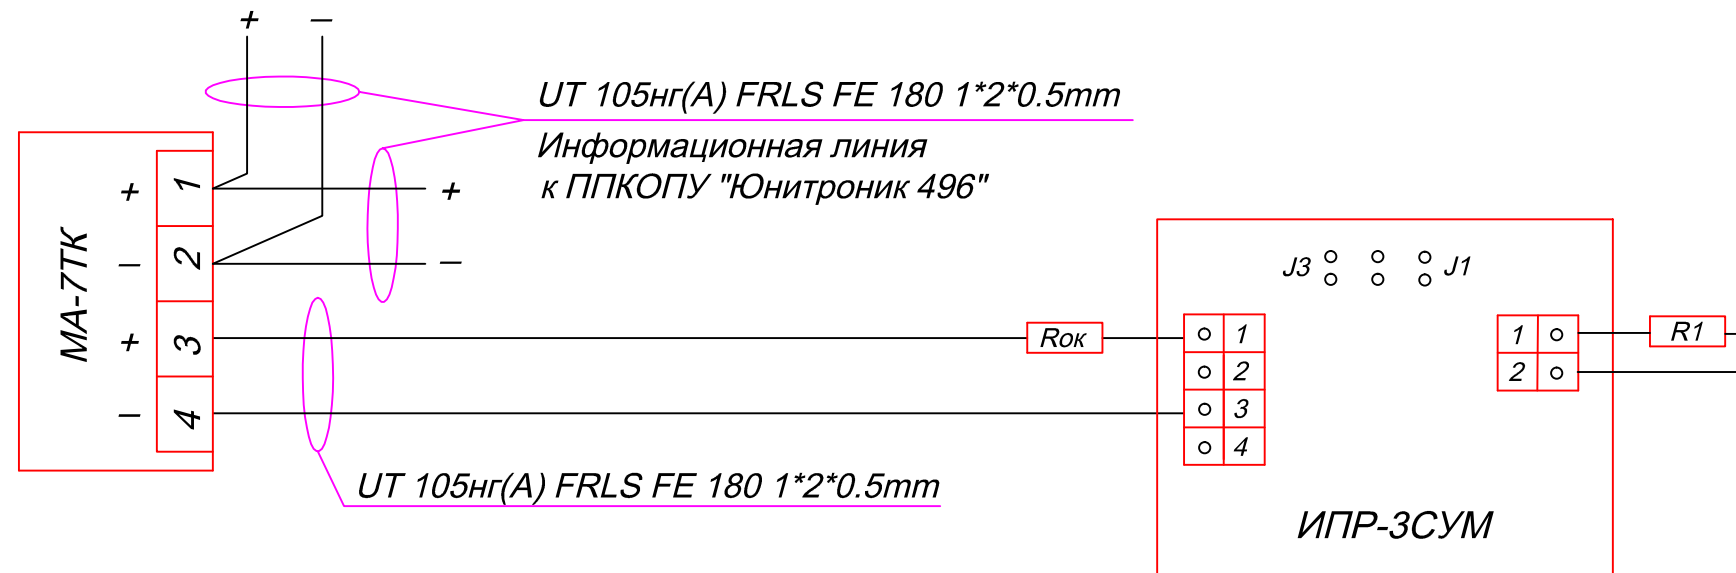 + –
UT 105нг(А) FRLS FE 180 1*2*0.5mm
Информационная линия
к ППКОПУ "Юнитроник 496"
МА-7ТК
+ 1 +
– 2 –
+ 3
– 4
Rок
UT 105нг(А) FRLS FE 180 1*2*0.5mm
J3 J1
1
2
3
4
1
2
R1
ИПР-3СУМ